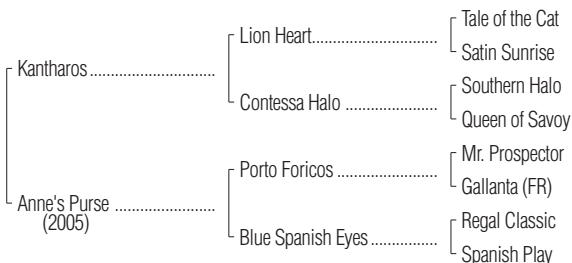 Kantharos
Anne's Purse
(2005)
Lion Heart
Contessa Halo
Porto Foricos
Blue Spanish Eyes
Tale of the Cat
Satin Sunrise
Southern Halo
Queen of Savoy
Mr. Prospector
Gallanta (FR)
Regal Classic
Spanish Play